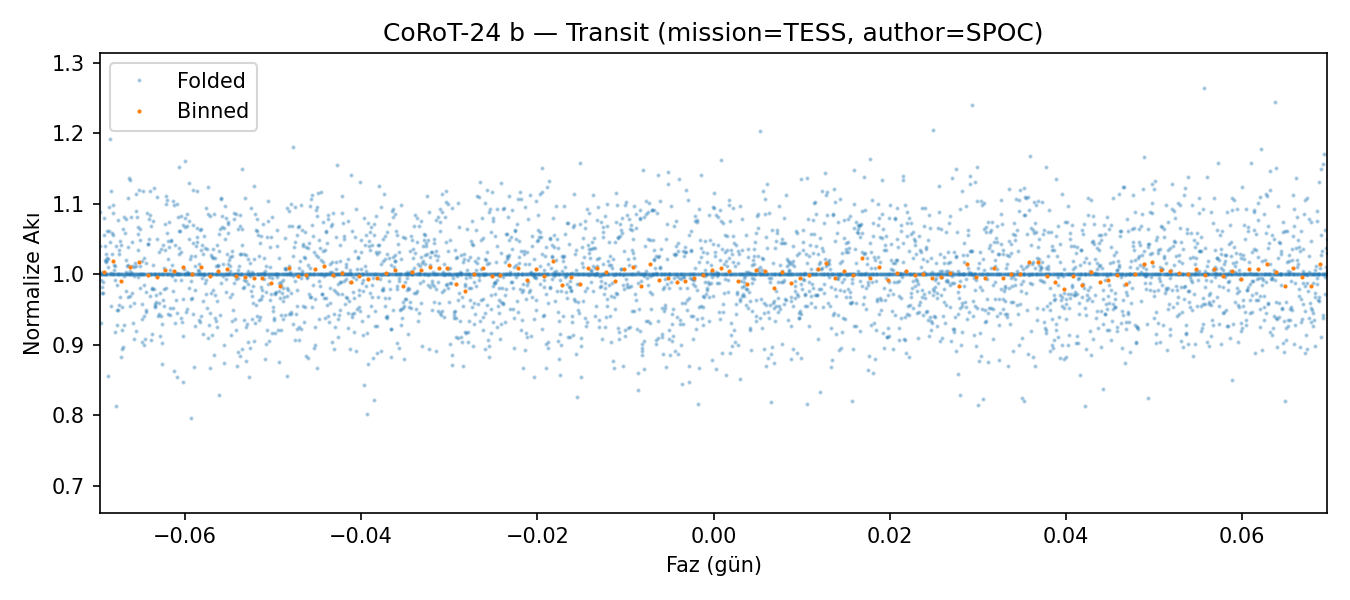 CoRoT-24 b — Transit (mission=TESS, author=SPOC)
Folded
Binned
Normalize Akı
1.3
1.2
1.1
1.0
0.9
0.8
0.7
−0.06
−0.04
−0.02
0.00
0.02
0.04
0.06
Faz (gün)